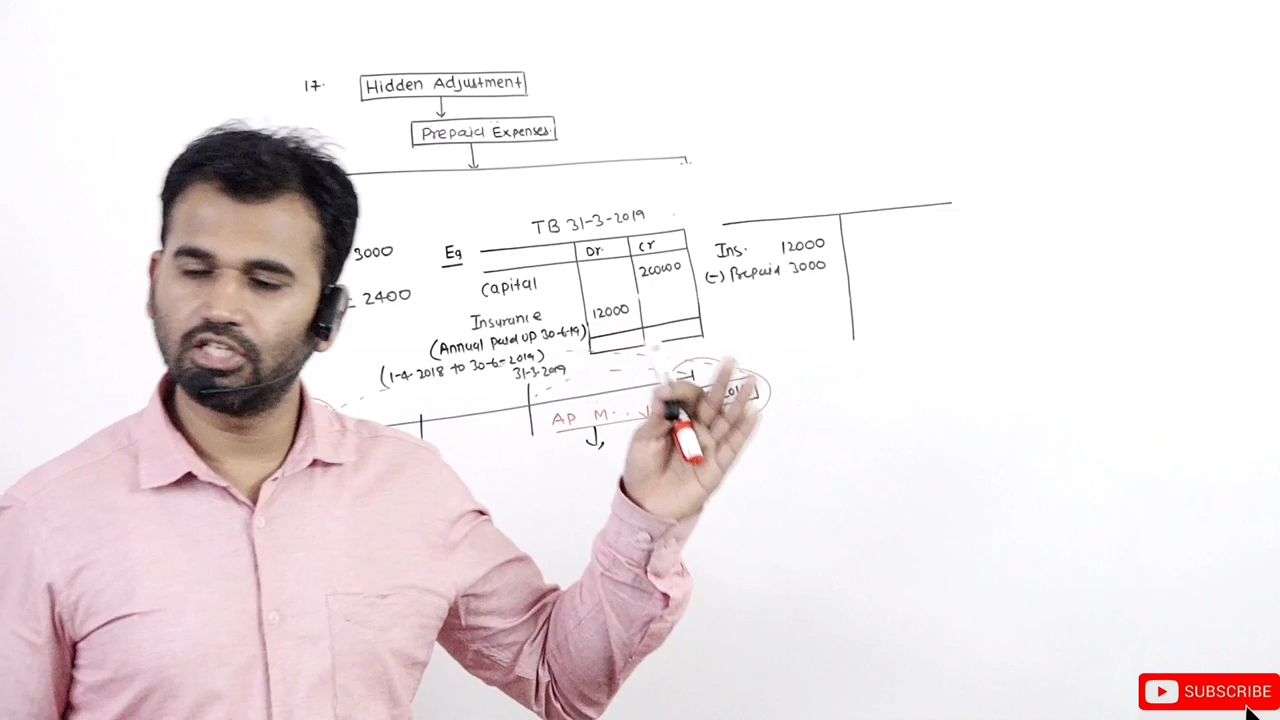 17. Hidden Adjustment
Prepaid Expenses.
3000
= 2400
Eg
TB 31-3-2019
Dr. Cr
Capital 200000
Insurance 12000
(Annual paid up 30-6-19)
(1-4-2018 to 30-6-2019)
31-3-2019
AP M
Ins. 12000
(-) Prepaid 3000
SUBSCRIBE